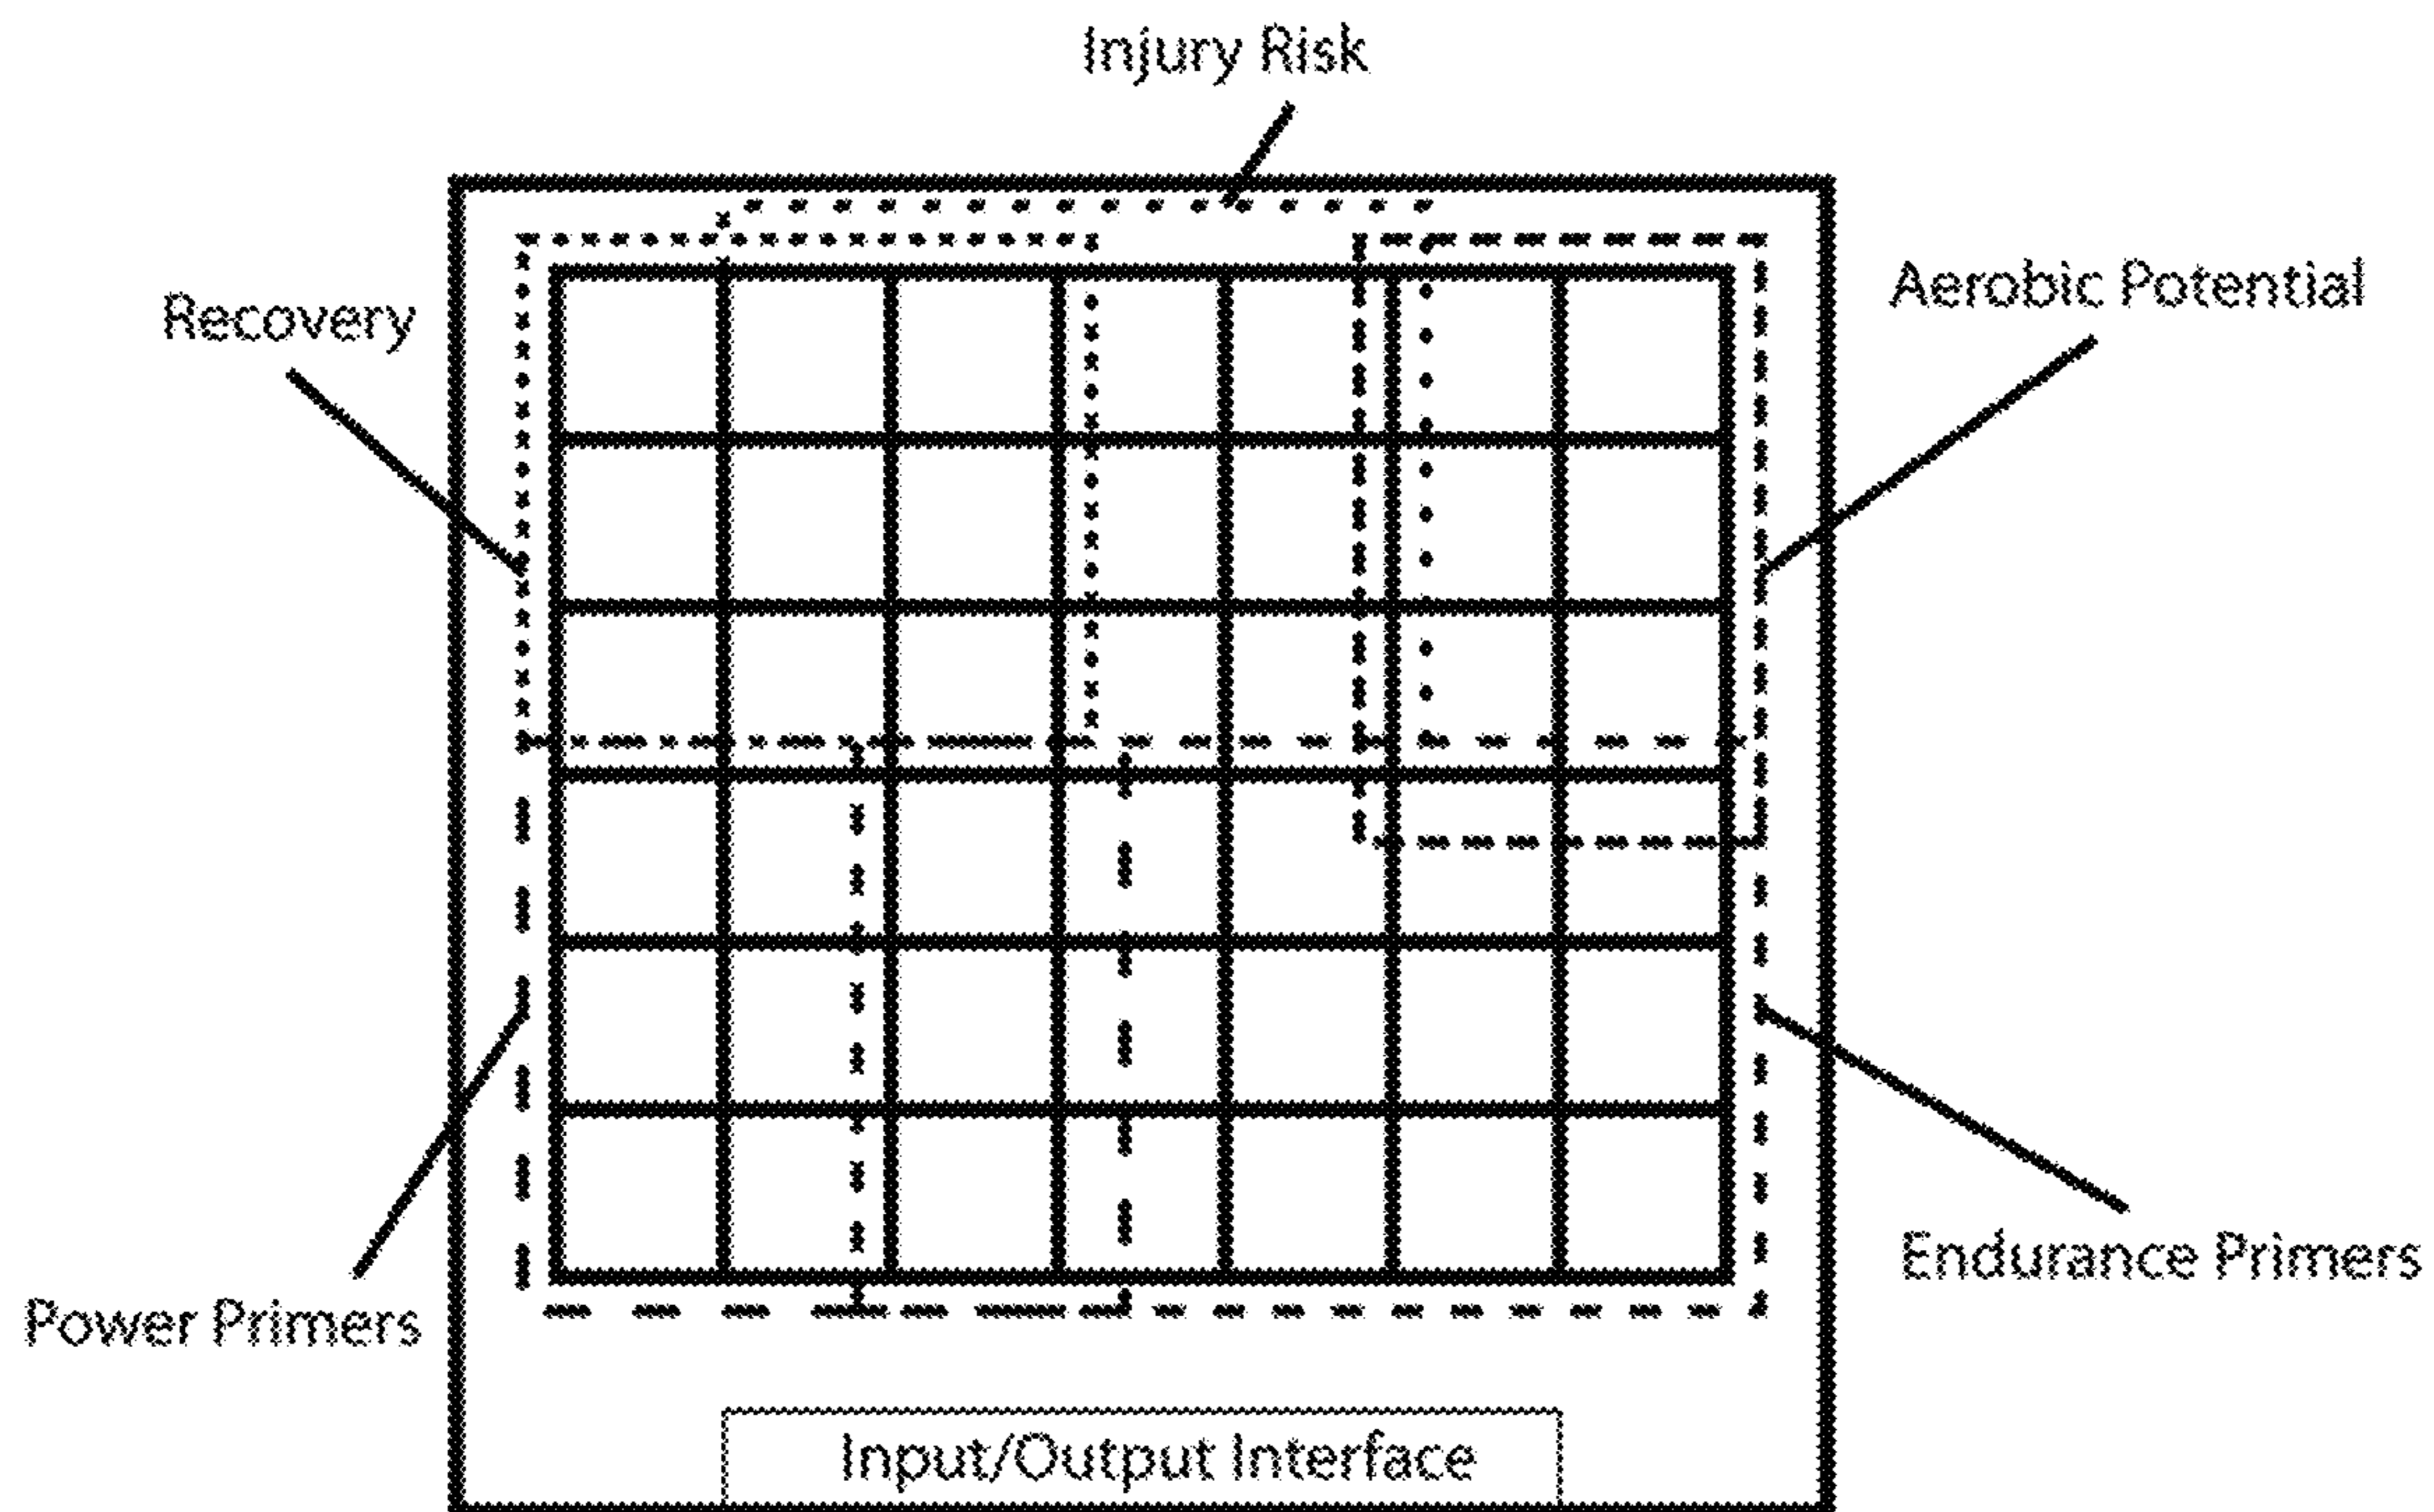 Injury Risk
Recovery
Aerobic Potential
Power Primers
Endurance Primers
Input/Output Interface